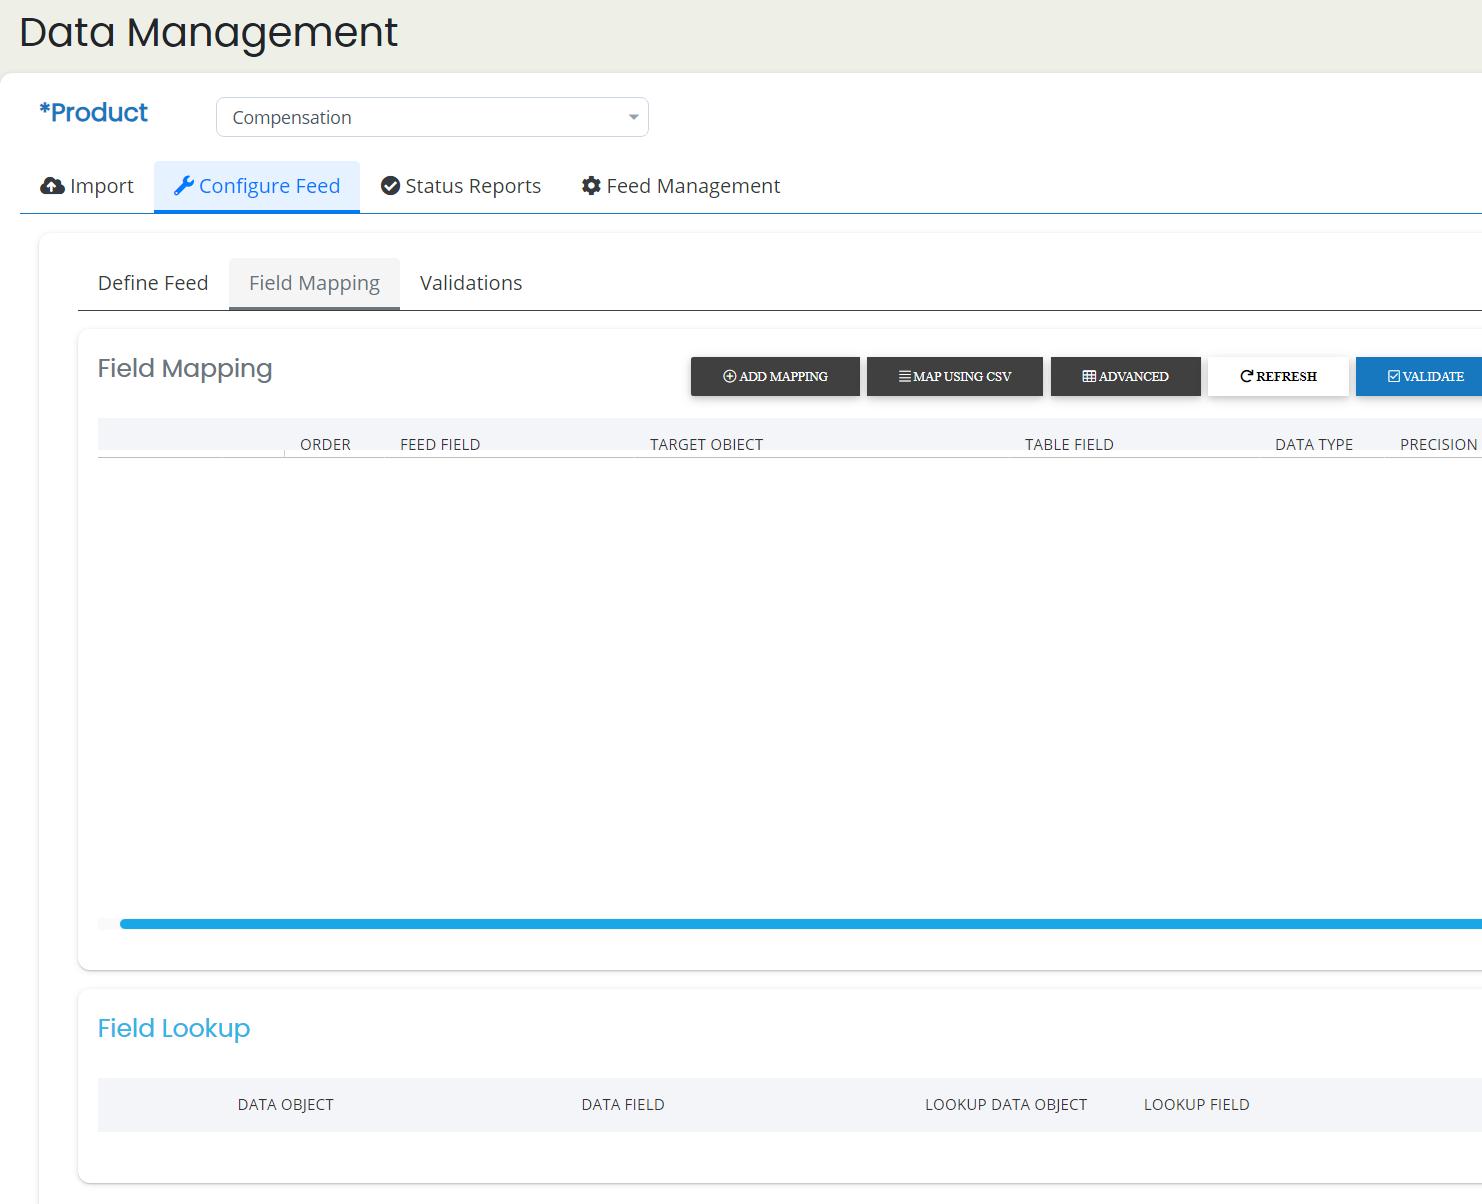 Data Management
*Product
Compensation
Import Configure Feed Status Reports Feed Management
Define Feed Field Mapping Validations
Field Mapping
ADD MAPPING MAP USING CSV ADVANCED REFRESH VALIDATE
ORDER FEED FIELD TARGET OBJECT TABLE FIELD DATA TYPE PRECISION
Field Lookup
DATA OBJECT DATA FIELD LOOKUP DATA OBJECT LOOKUP FIELD